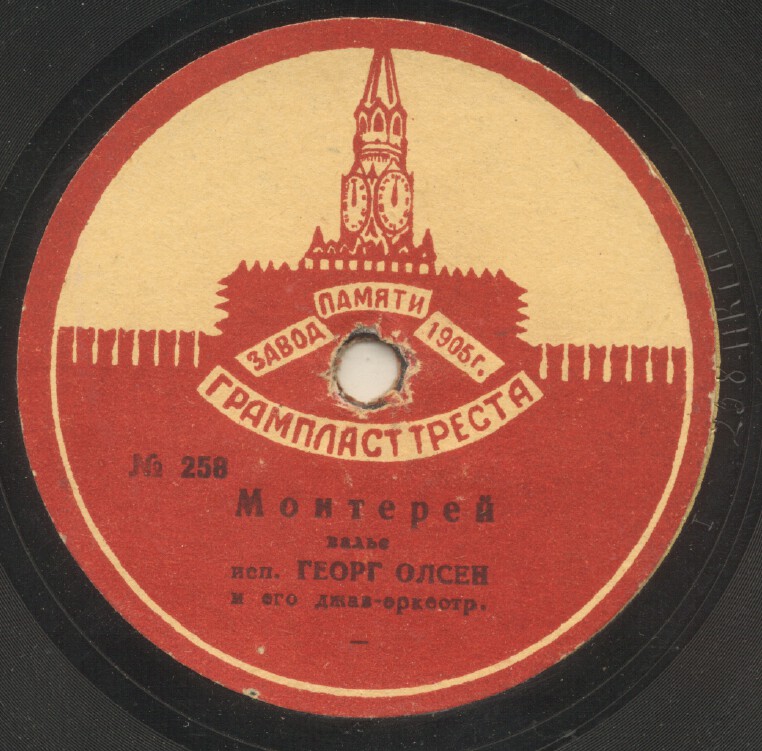 ЗАВОД ПАМЯТИ 1905г.
ГРАМПЛАСТТРЕСТА
№ 258
Монтерей
вальс
исп. ГЕОРГ ОЛСЕН
и его джаз-оркестр.
–